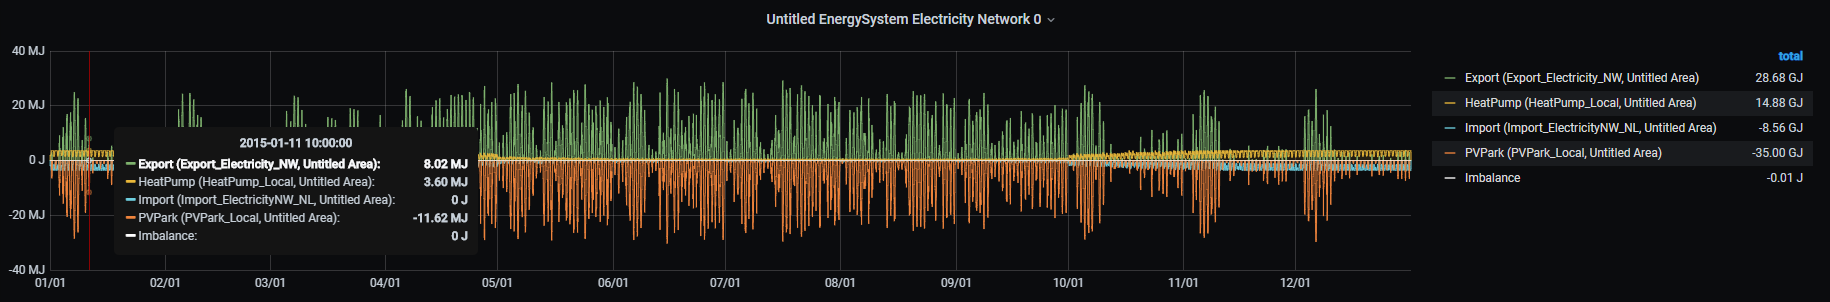 Untitled EnergySystem Electricity Network 0
40 MJ
20 MJ
0 J
-20 MJ
-40 MJ
01/01 02/01 03/01 04/01 05/01 06/01 07/01 08/01 09/01 10/01 11/01 12/01
2015-01-11 10:00:00
Export (Export_Electricity_NW, Untitled Area): 8.02 MJ
HeatPump (HeatPump_Local, Untitled Area): 3.60 MJ
Import (Import_ElectricityNW_NL, Untitled Area): 0 J
PVPark (PVPark_Local, Untitled Area): -11.62 MJ
Imbalance: 0 J
total
Export (Export_Electricity_NW, Untitled Area) 28.68 GJ
HeatPump (HeatPump_Local, Untitled Area) 14.88 GJ
Import (Import_ElectricityNW_NL, Untitled Area) -8.56 GJ
PVPark (PVPark_Local, Untitled Area) -35.00 GJ
Imbalance -0.01 J